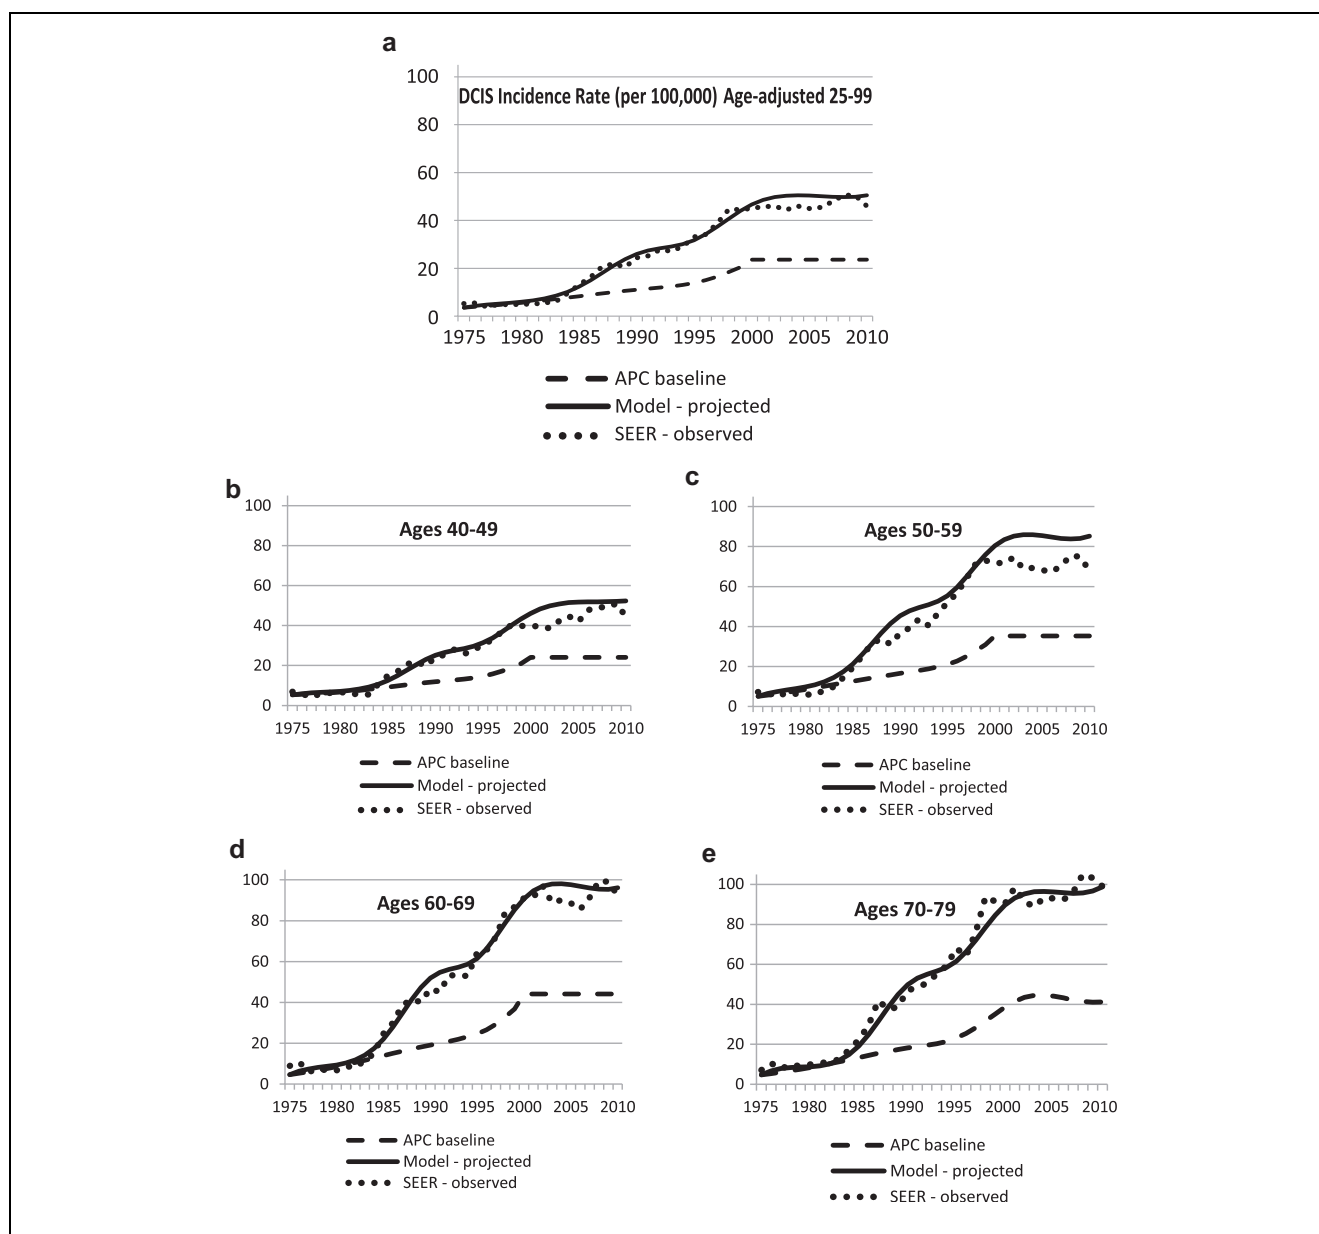 a
100
DCIS Incidence Rate (per 100,000) Age-adjusted 25-99
80
60
40
20
0
1975 1980 1985 1990 1995 2000 2005 2010
APC baseline
Model - projected
SEER - observed
b
100
Ages 40-49
80
60
40
20
0
1975 1980 1985 1990 1995 2000 2005 2010
APC baseline
Model - projected
SEER - observed
c
100
Ages 50-59
80
60
40
20
0
1975 1980 1985 1990 1995 2000 2005 2010
APC baseline
Model - projected
SEER - observed
d
100
Ages 60-69
80
60
40
20
0
1975 1980 1985 1990 1995 2000 2005 2010
APC baseline
Model - projected
SEER - observed
e
100
Ages 70-79
80
60
40
20
0
1975 1980 1985 1990 1995 2000 2005 2010
APC baseline
Model - projected
SEER - observed